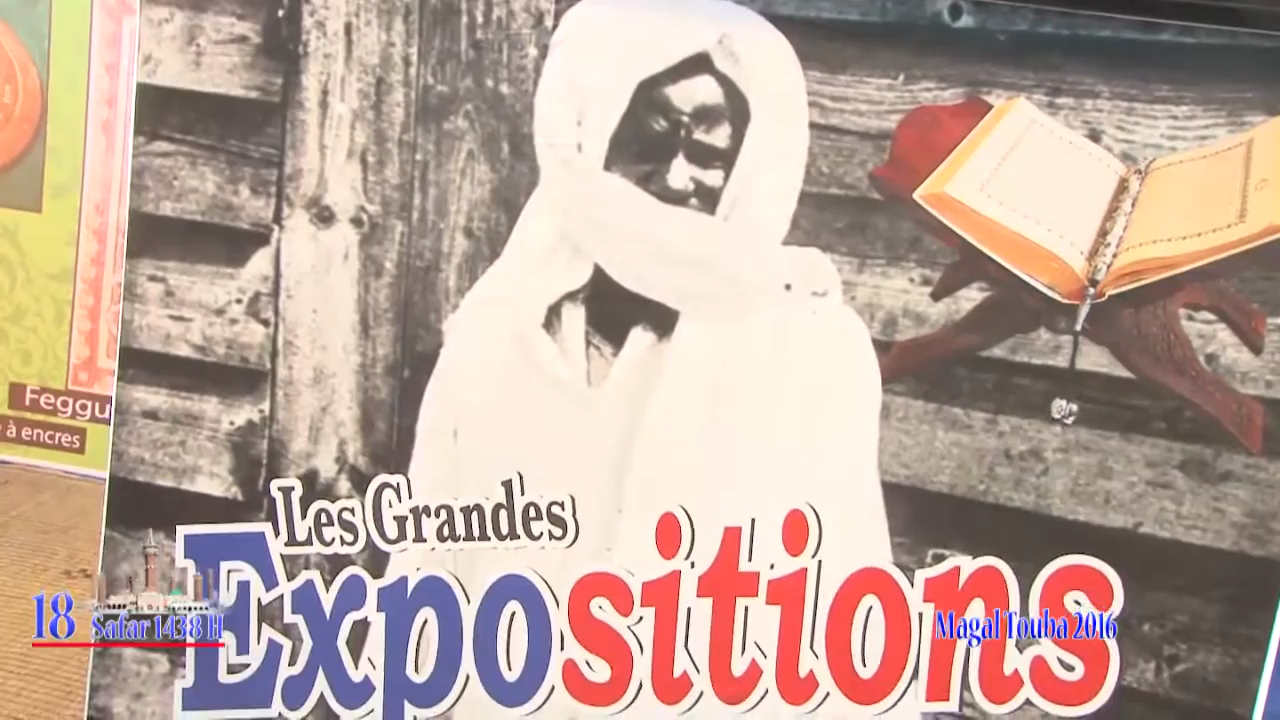 Feggu
à encres
Les Grandes
Expositions
18 Safar 1438 H
Magal Touba 2016